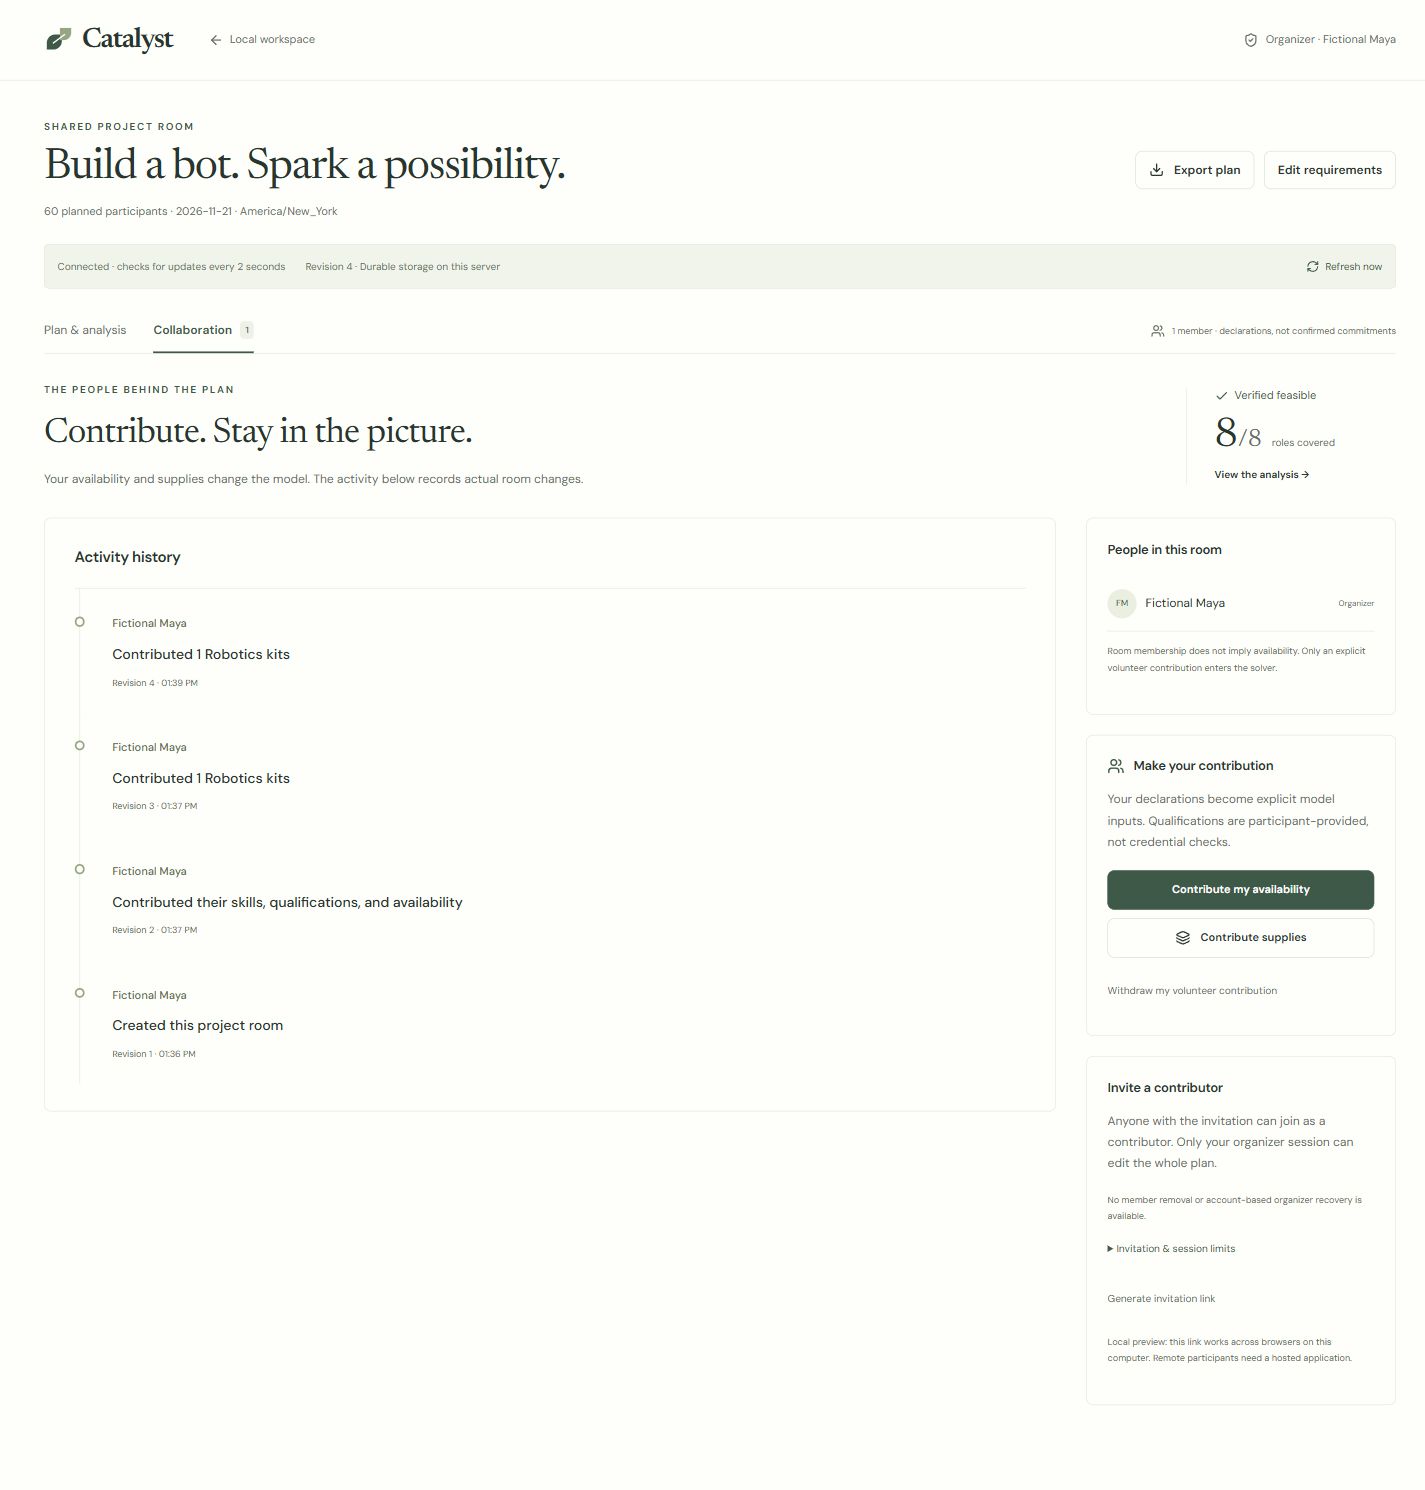 Catalyst
Local workspace
Organizer · Fictional Maya
SHARED PROJECT ROOM
Build a bot. Spark a possibility.
Export plan
Edit requirements
60 planned participants · 2026-11-21 · America/New_York
Connected · checks for updates every 2 seconds
Revision 4 · Durable storage on this server
Refresh now
Plan & analysis
Collaboration 1
1 member · declarations, not confirmed commitments
THE PEOPLE BEHIND THE PLAN
Contribute. Stay in the picture.
Your availability and supplies change the model. The activity below records actual room changes.
Verified feasible
8/8 roles covered
View the analysis →
Activity history
Fictional Maya
Contributed 1 Robotics kits
Revision 4 · 01:39 PM
Fictional Maya
Contributed 1 Robotics kits
Revision 3 · 01:37 PM
Fictional Maya
Contributed their skills, qualifications, and availability
Revision 2 · 01:37 PM
Fictional Maya
Created this project room
Revision 1 · 01:36 PM
People in this room
FM
Fictional Maya
Organizer
Room membership does not imply availability. Only an explicit
volunteer contribution enters the solver.
Make your contribution
Your declarations become explicit model
inputs. Qualifications are participant-provided,
not credential checks.
Contribute my availability
Contribute supplies
Withdraw my volunteer contribution
Invite a contributor
Anyone with the invitation can join as a
contributor. Only your organizer session can
edit the whole plan.
No member removal or account-based organizer recovery is
available.
Invitation & session limits
Generate invitation link
Local preview: this link works across browsers on this
computer. Remote participants need a hosted application.